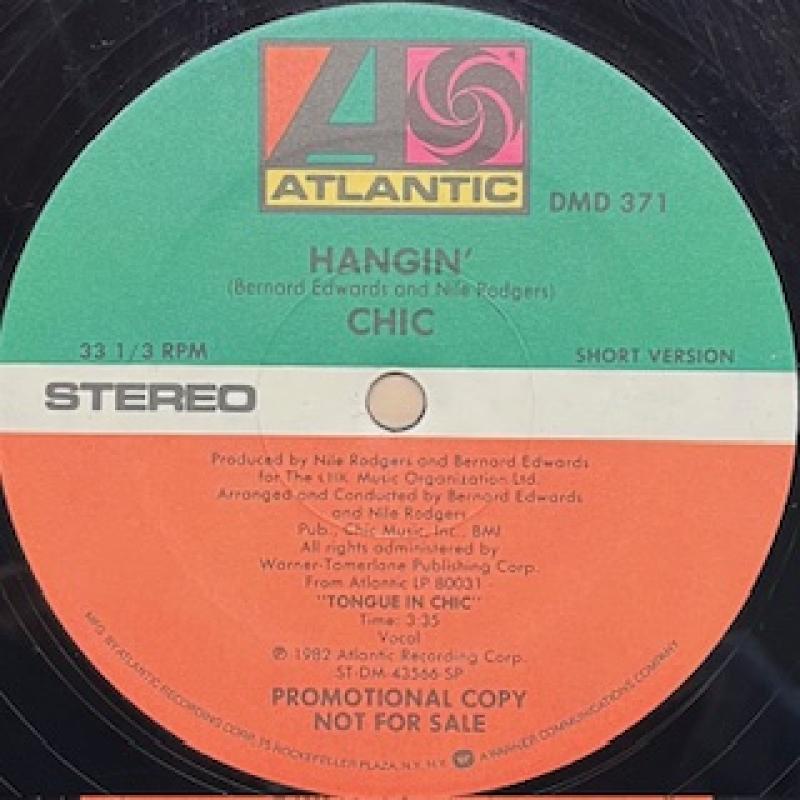 ATLANTIC
DMD 371
HANGIN'
(Bernard Edwards and Nile Rodgers)
CHIC
33 1/3 RPM
SHORT VERSION
STEREO
Produced by Nile Rodgers and Bernard Edwards
for The CHIC Music Organization Ltd.
Arranged and Conducted by Bernard Edwards
and Nile Rodgers
Pub., Chic Music, Inc., BMI
All rights administered by
Warner-Tamerlane Publishing Corp.
From Atlantic LP 80031
"TONGUE IN CHIC"
Time: 3:35
Vocal
℗ 1982 Atlantic Recording Corp.
ST-DM-43566-SP
PROMOTIONAL COPY
NOT FOR SALE
MFG. BY ATLANTIC RECORDING CORP., 75 ROCKEFELLER PLAZA, N.Y., N.Y. A WARNER COMMUNICATIONS COMPANY